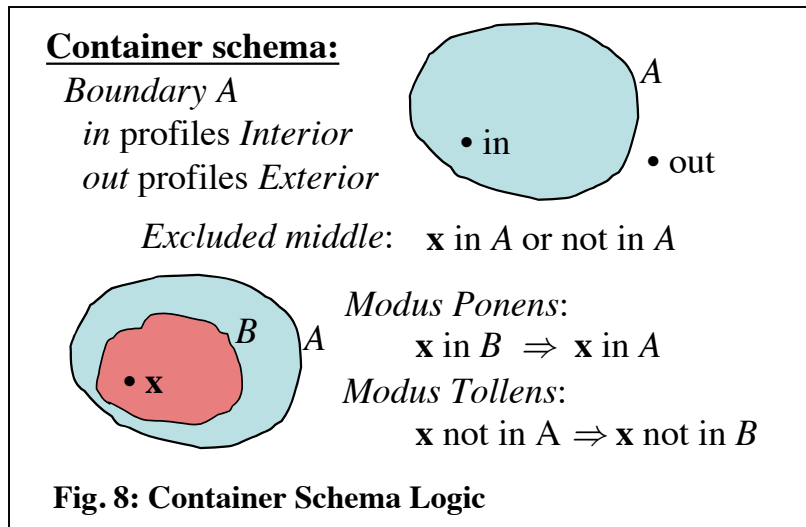 Container schema:
Boundary A
in profiles Interior
out profiles Exterior
A
• in
• out
Excluded middle: x in A or not in A
B
A
• x
Modus Ponens:
x in B ⇒ x in A
Modus Tollens:
x not in A ⇒ x not in B
Fig. 8: Container Schema Logic